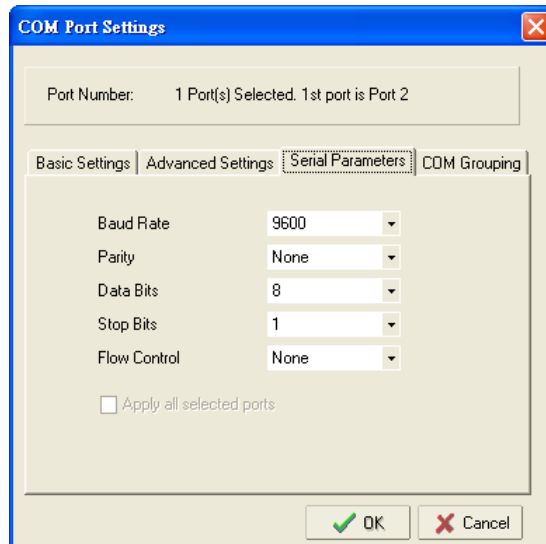 COM Port Settings
Port Number: 1 Port(s) Selected. 1st port is Port 2
Basic Settings Advanced Settings Serial Parameters COM Grouping
Baud Rate 9600
Parity None
Data Bits 8
Stop Bits 1
Flow Control None
Apply all selected ports
OK Cancel